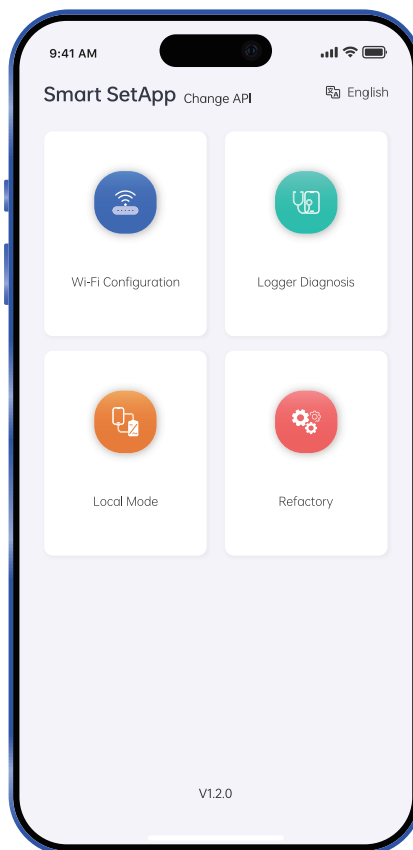 9:41 AM
Smart SetApp Change API English
Wi-Fi Configuration Logger Diagnosis
Local Mode Refactory
V1.2.0